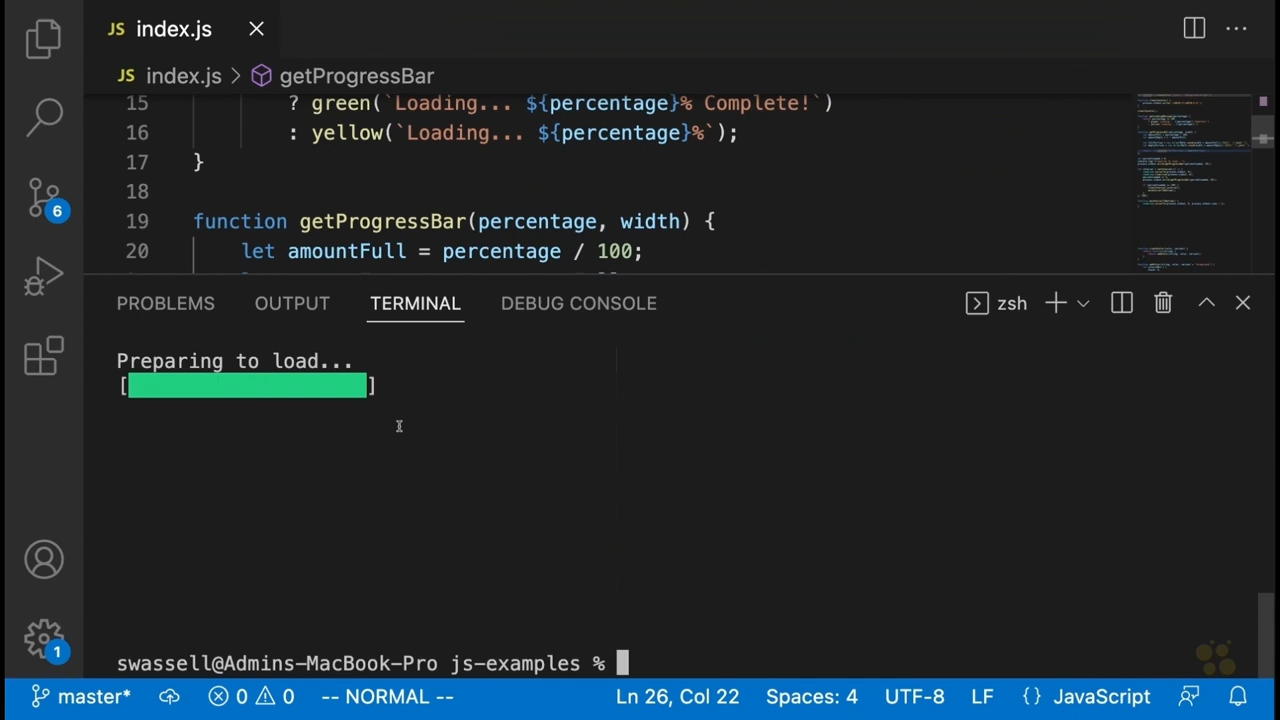 JS index.js
JS index.js > getProgressBar
15 ? green(`Loading... ${percentage}% Complete!`)
16 : yellow(`Loading... ${percentage}%`);
17 }
18
19 function getProgressBar(percentage, width) {
20 let amountFull = percentage / 100;
PROBLEMS OUTPUT TERMINAL DEBUG CONSOLE zsh
Preparing to load...
[ ]
6
1
swassell@Admins-MacBook-Pro js-examples %
master* 0 0 -- NORMAL -- Ln 26, Col 22 Spaces: 4 UTF-8 LF {} JavaScript